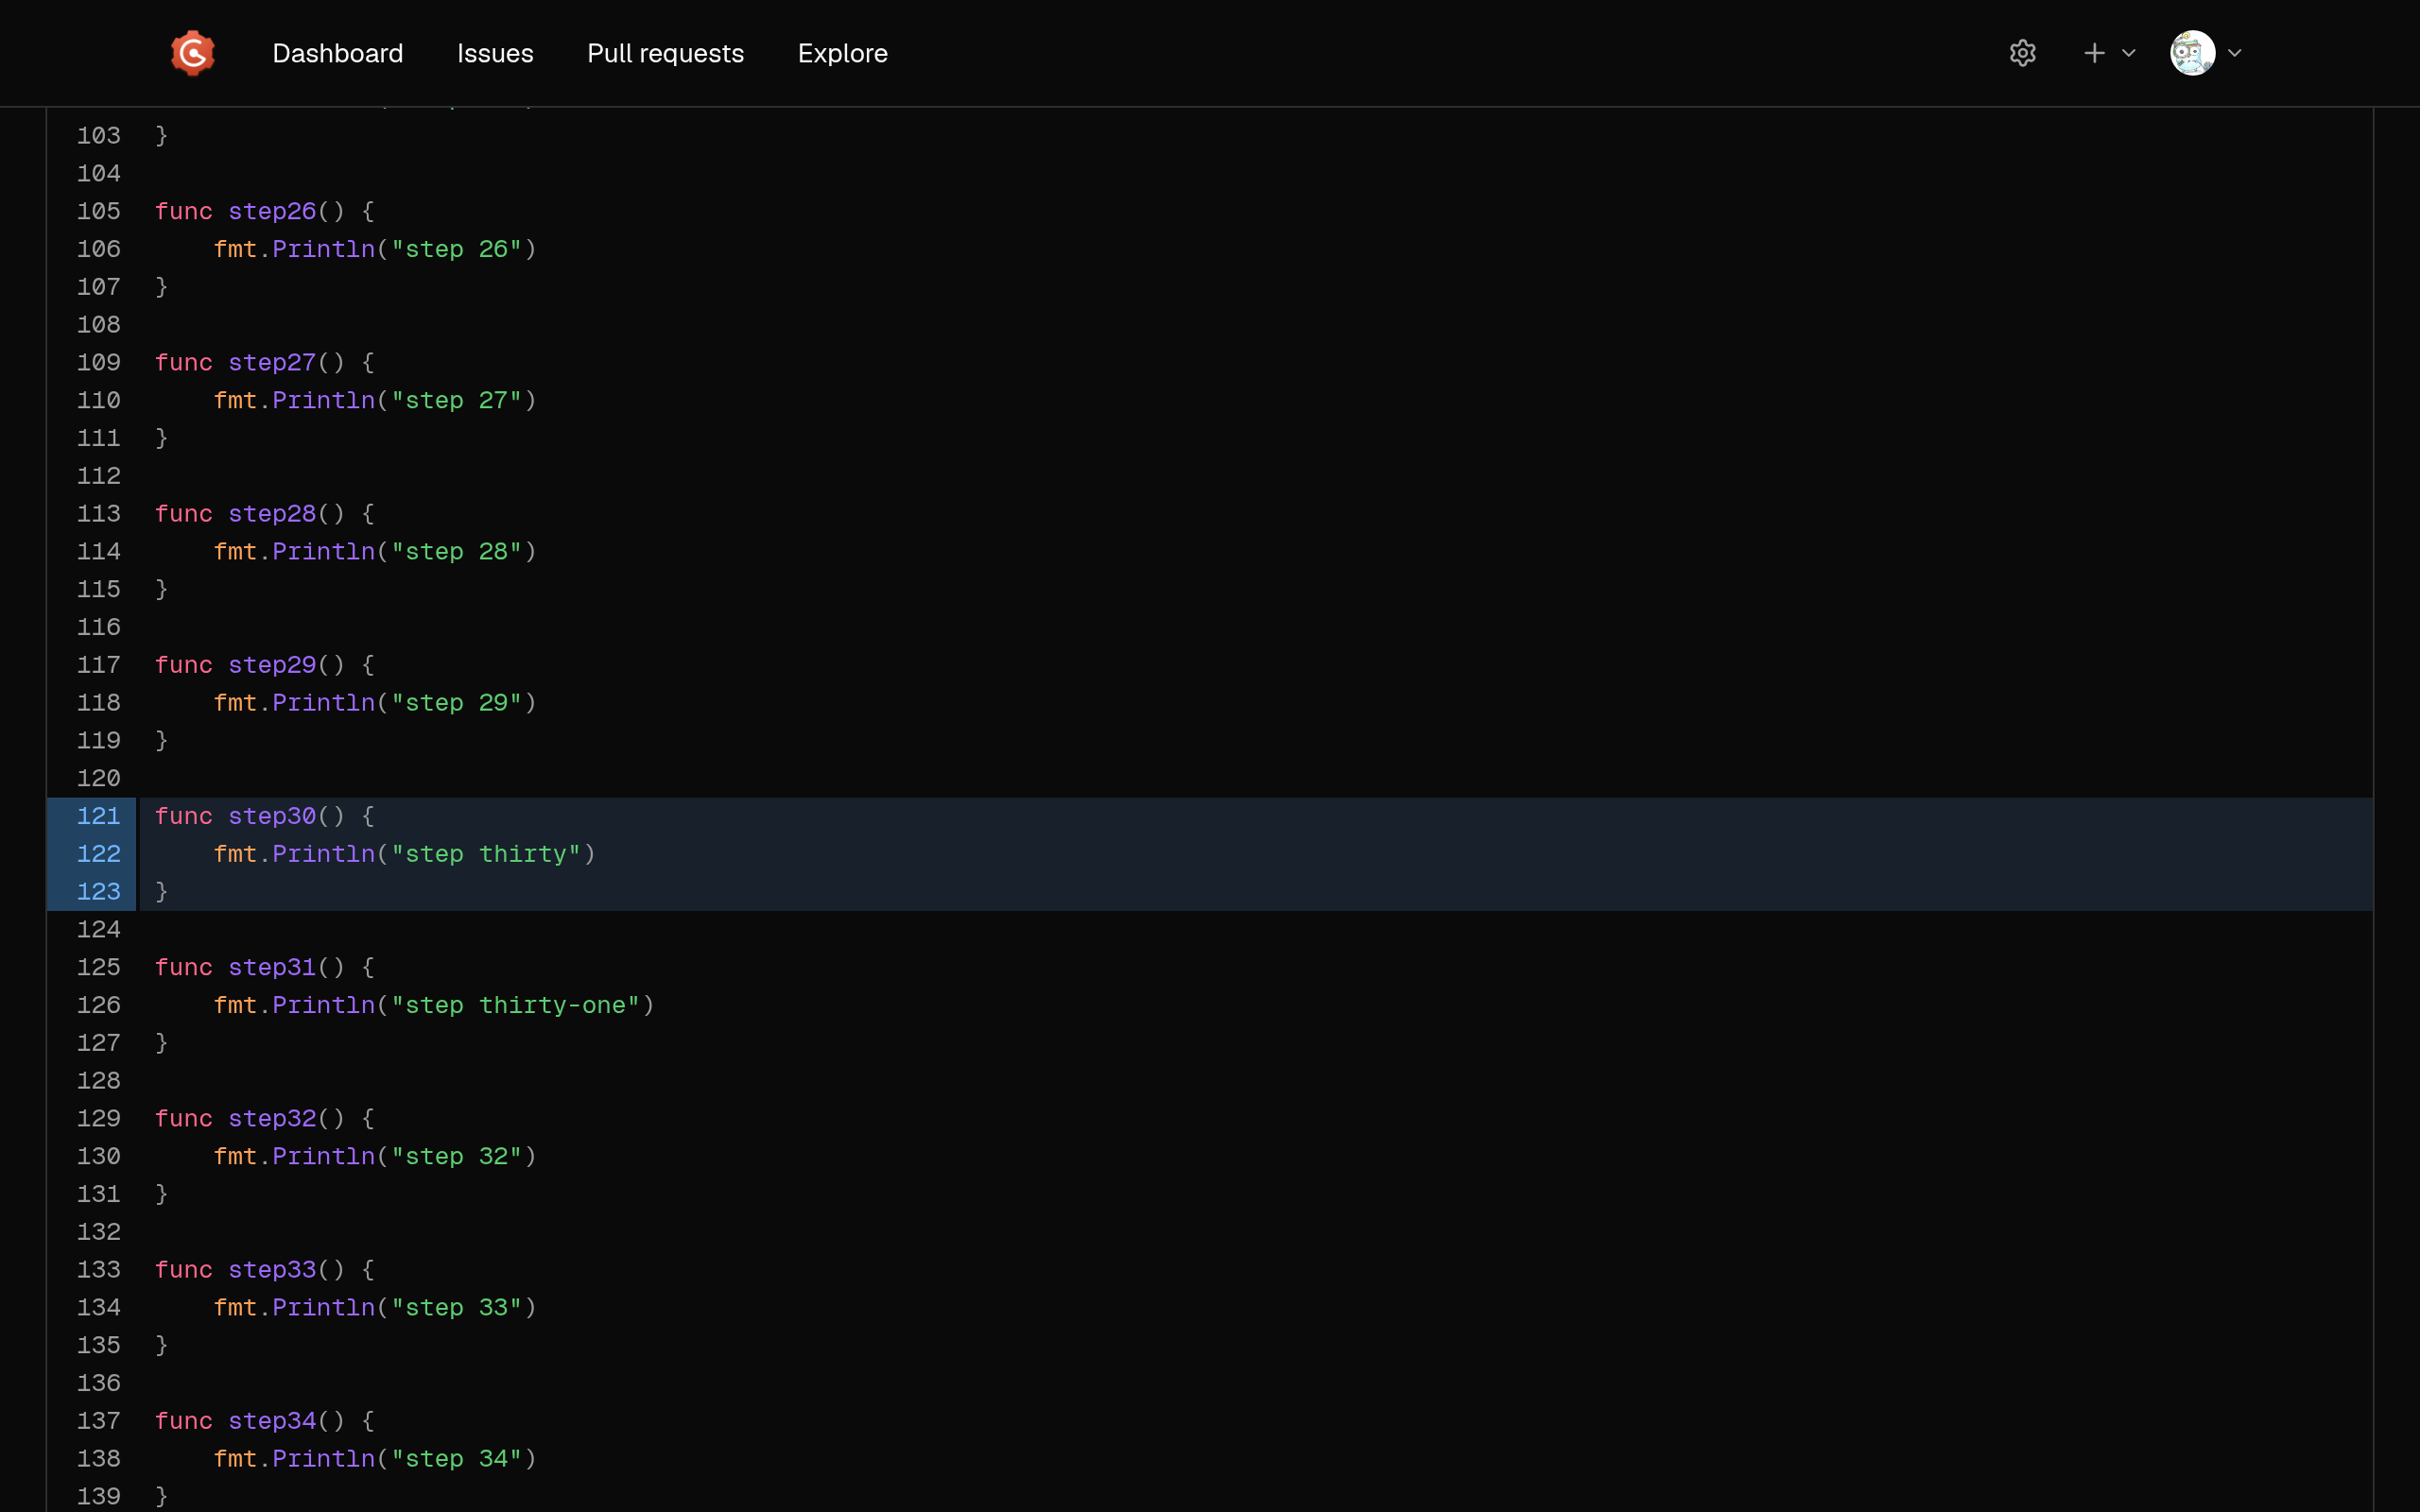 Dashboard Issues Pull requests Explore
103 }
104
105 func step26() {
106     fmt.Println("step 26")
107 }
108
109 func step27() {
110     fmt.Println("step 27")
111 }
112
113 func step28() {
114     fmt.Println("step 28")
115 }
116
117 func step29() {
118     fmt.Println("step 29")
119 }
120
121 func step30() {
122     fmt.Println("step thirty")
123 }
124
125 func step31() {
126     fmt.Println("step thirty-one")
127 }
128
129 func step32() {
130     fmt.Println("step 32")
131 }
132
133 func step33() {
134     fmt.Println("step 33")
135 }
136
137 func step34() {
138     fmt.Println("step 34")
139 }